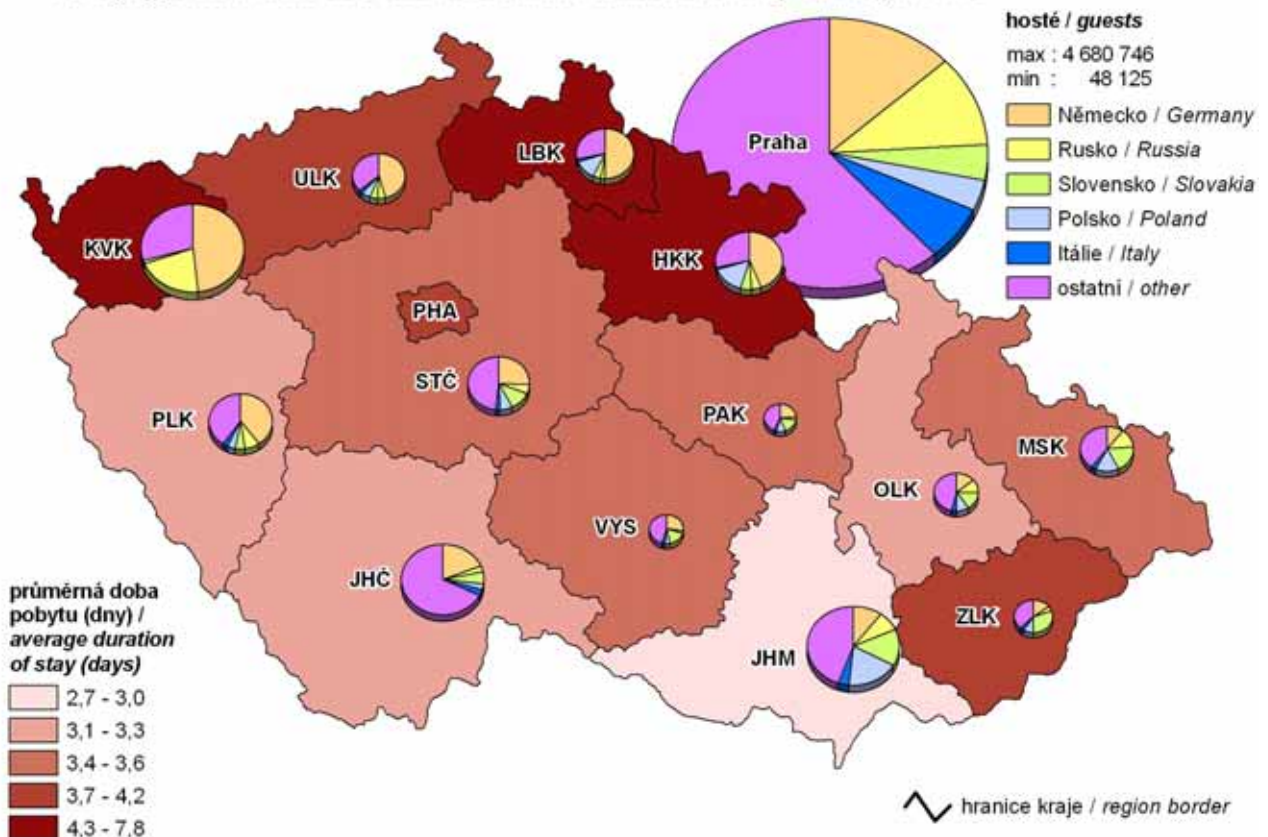 hosté / guests
max : 4 680 746
min : 48 125
Německo / Germany
Rusko / Russia
Slovensko / Slovakia
Polsko / Poland
Itálie / Italy
ostatní / other
Praha
LBK
ULK
KVK
HKK
PHA
STČ
PLK
PAK
MSK
OLK
VYS
JHČ
ZLK
JHM
průměrná doba
pobytu (dny) /
average duration
of stay (days)
2,7 - 3,0
3,1 - 3,3
3,4 - 3,6
3,7 - 4,2
4,3 - 7,8
hranice kraje / region border